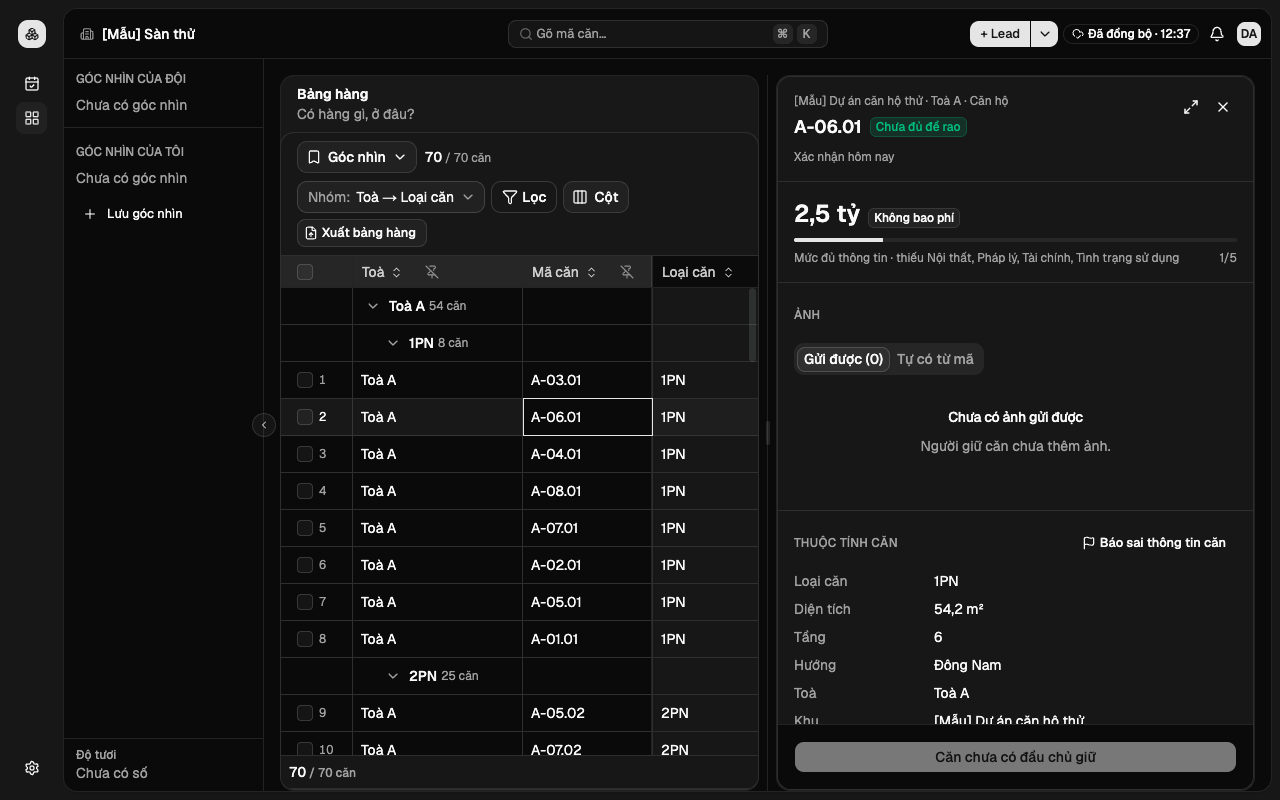 [Mẫu] Sàn thử
Gõ mã căn...
⌘ K
+ Lead
Đã đồng bộ · 12:37
DA
GÓC NHÌN CỦA ĐỘI
Chưa có góc nhìn
GÓC NHÌN CỦA TÔI
Chưa có góc nhìn
+ Lưu góc nhìn
Độ tươi
Chưa có số
Bảng hàng
Có hàng gì, ở đâu?
Góc nhìn
70 / 70 căn
Nhóm: Toà → Loại căn
Lọc
Cột
Xuất bảng hàng
Toà Mã căn Loại căn
Toà A 54 căn
1PN 8 căn
1 Toà A A-03.01 1PN
2 Toà A A-06.01 1PN
3 Toà A A-04.01 1PN
4 Toà A A-08.01 1PN
5 Toà A A-07.01 1PN
6 Toà A A-02.01 1PN
7 Toà A A-05.01 1PN
8 Toà A A-01.01 1PN
2PN 25 căn
9 Toà A A-05.02 2PN
10 Toà A A-07.02 2PN
70 / 70 căn
[Mẫu] Dự án căn hộ thử · Toà A · Căn hộ
A-06.01 Chưa đủ để rao
Xác nhận hôm nay
2,5 tỷ Không bao phí
Mức đủ thông tin · thiếu Nội thất, Pháp lý, Tài chính, Tình trạng sử dụng 1/5
ẢNH
Gửi được (0) Tự có từ mã
Chưa có ảnh gửi được
Người giữ căn chưa thêm ảnh.
THUỘC TÍNH CĂN
Báo sai thông tin căn
Loại căn 1PN
Diện tích 54,2 m²
Tầng 6
Hướng Đông Nam
Toà Toà A
Khu [Mẫu] Dự án căn hộ thử
Căn chưa có đầu chủ giữ